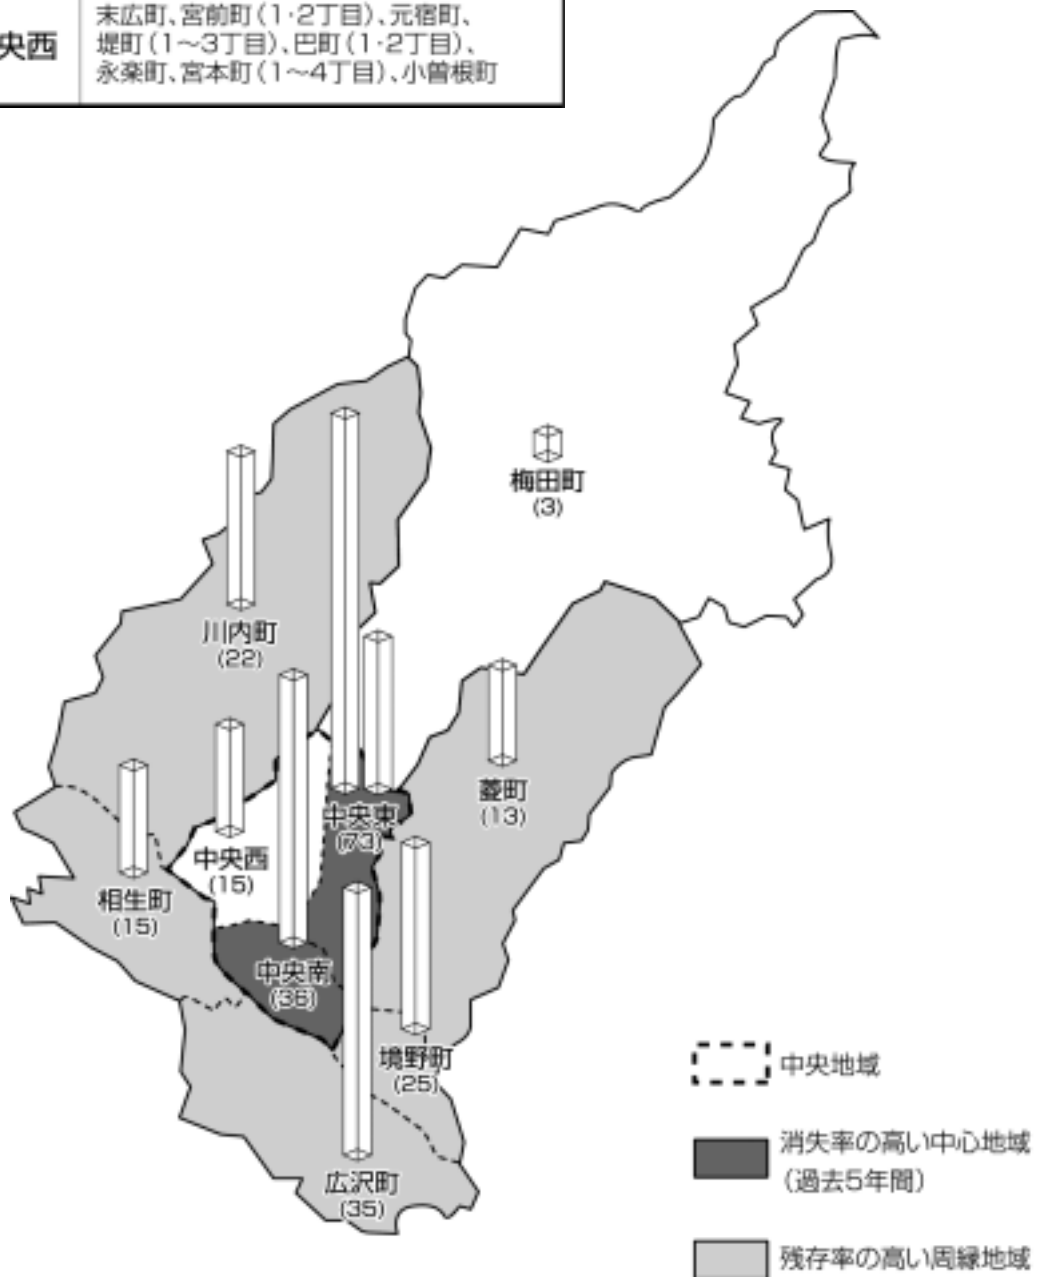 末広町、宮前町（1・2丁目）、元宿町、
央西
堤町（1～3丁目）、巴町（1・2丁目）、
永楽町、宮本町（1～4丁目）、小曽根町
梅田町
(3)
川内町
(22)
菱町
(13)
中央東
(73)
中央西
(15)
相生町
(15)
中央南
(36)
境野町
(25)
広沢町
(35)
中央地域
消失率の高い中心地域
（過去5年間）
残存率の高い周縁地域